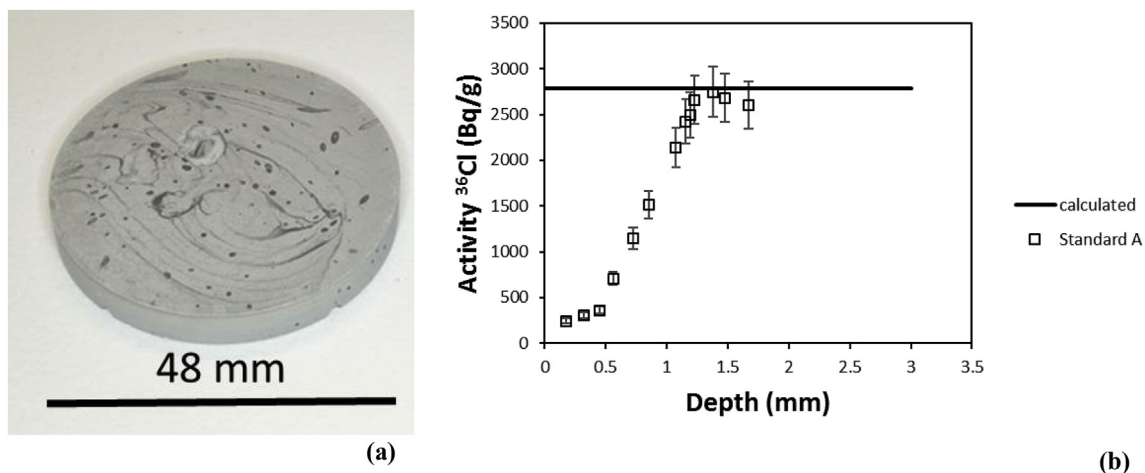 48 mm
(a)
3500
3000
2500
2000
1500
1000
500
0
0 0.5 1 1.5 2 2.5 3 3.5
Activity ³⁶Cl (Bq/g)
Depth (mm)
calculated
Standard A
(b)